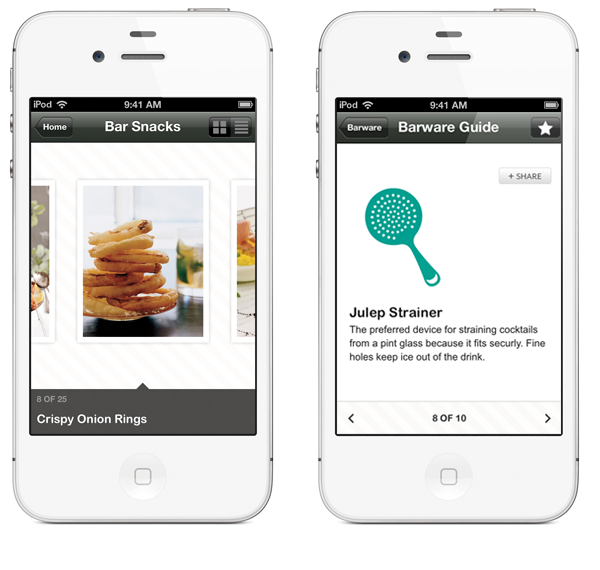 iPod 9:41 AM
Home Bar Snacks
8 OF 25
Crispy Onion Rings
iPod 9:41 AM
Barware Barware Guide
+ SHARE
Julep Strainer
The preferred device for straining cocktails
from a pint glass because it fits securly. Fine
holes keep ice out of the drink.
8 OF 10